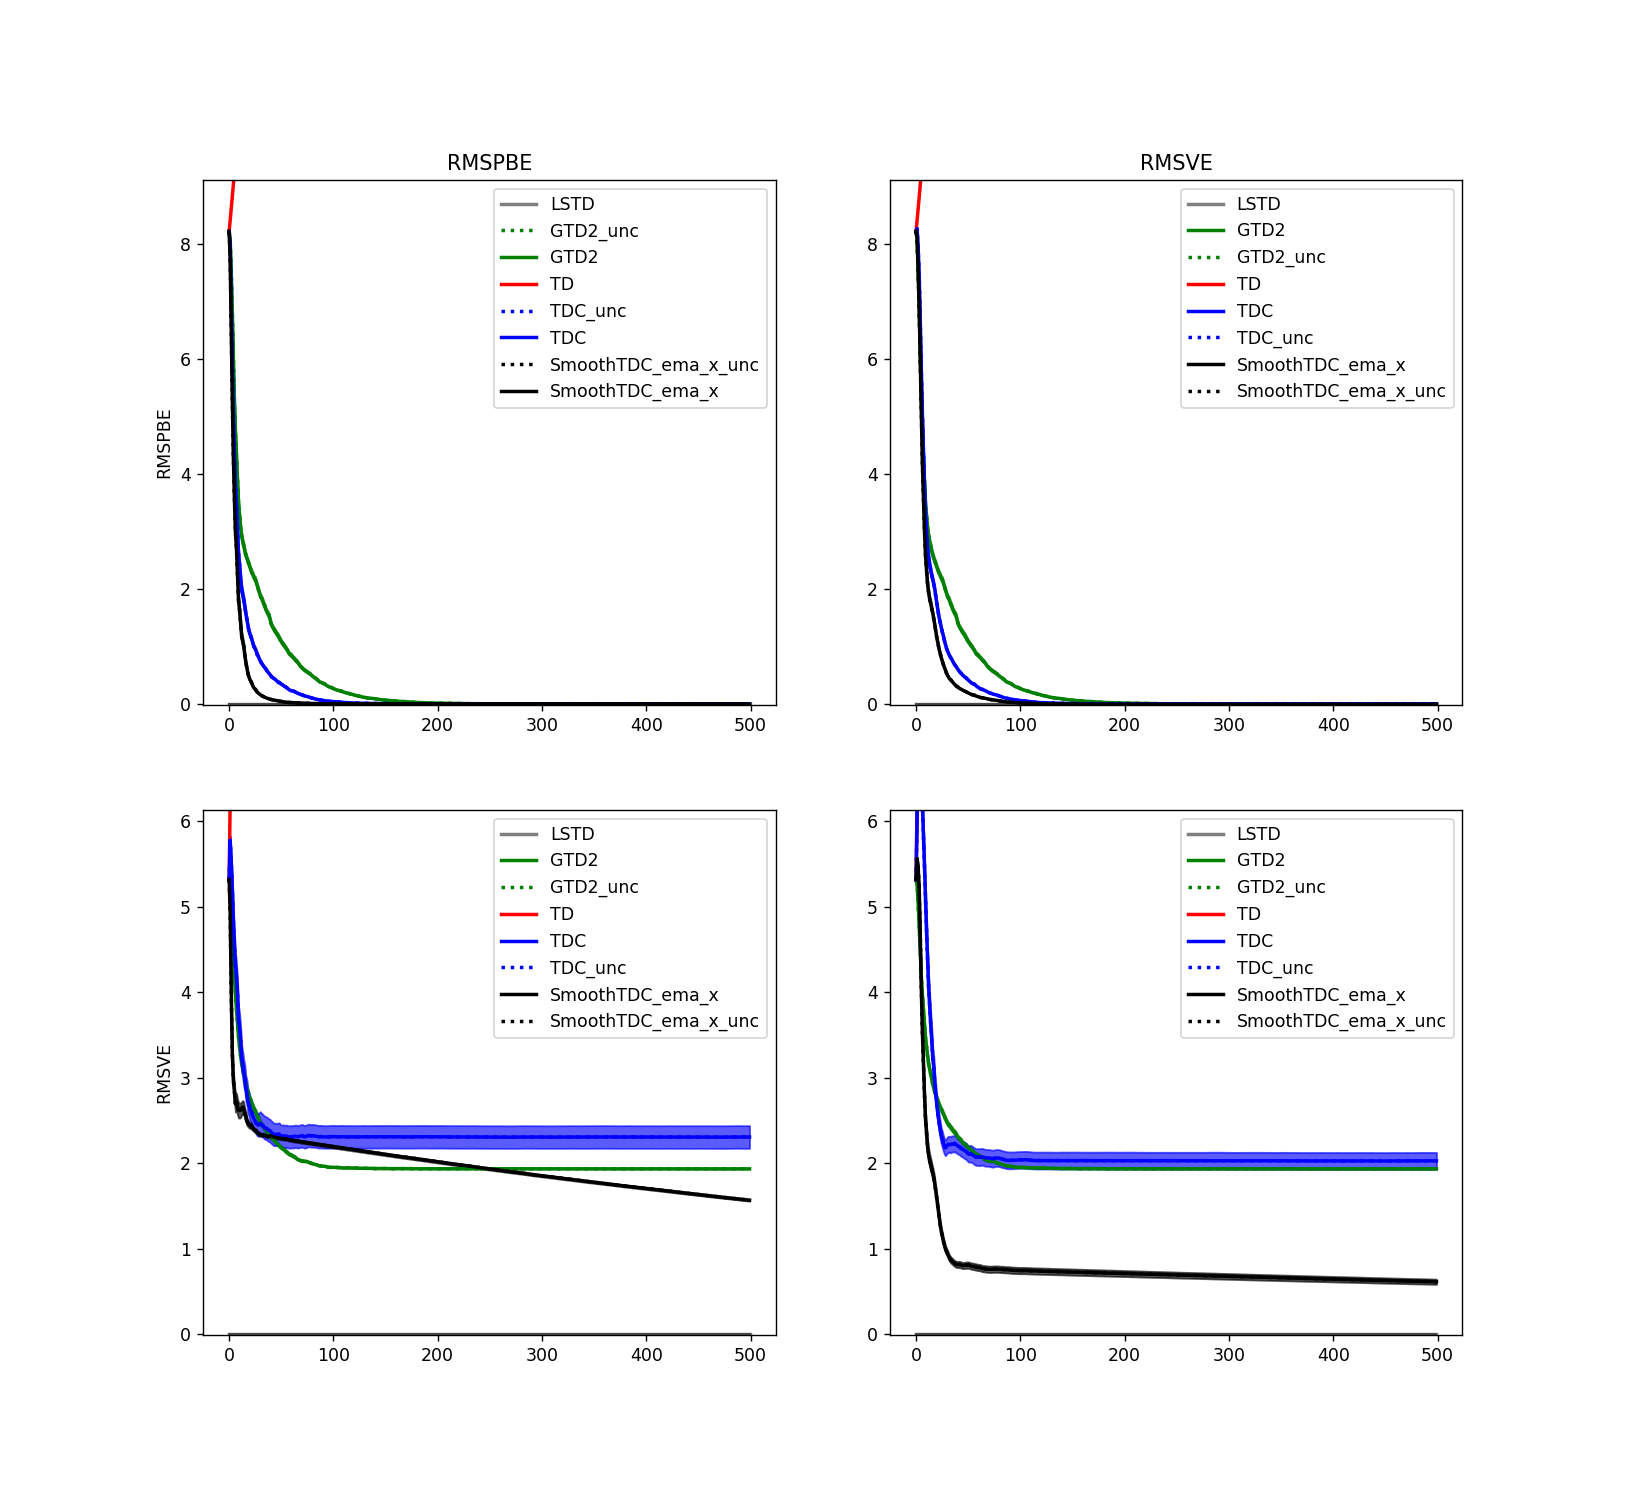 RMSPBE
RMSPBE
8
6
4
2
0
0 100 200 300 400 500
LSTD
GTD2_unc
GTD2
TD
TDC_unc
TDC
SmoothTDC_ema_x_unc
SmoothTDC_ema_x
RMSVE
8
6
4
2
0
0 100 200 300 400 500
LSTD
GTD2
GTD2_unc
TD
TDC
TDC_unc
SmoothTDC_ema_x
SmoothTDC_ema_x_unc
RMSVE
6
5
4
3
2
1
0
0 100 200 300 400 500
LSTD
GTD2
GTD2_unc
TD
TDC
TDC_unc
SmoothTDC_ema_x
SmoothTDC_ema_x_unc
6
5
4
3
2
1
0
0 100 200 300 400 500
LSTD
GTD2
GTD2_unc
TD
TDC
TDC_unc
SmoothTDC_ema_x
SmoothTDC_ema_x_unc